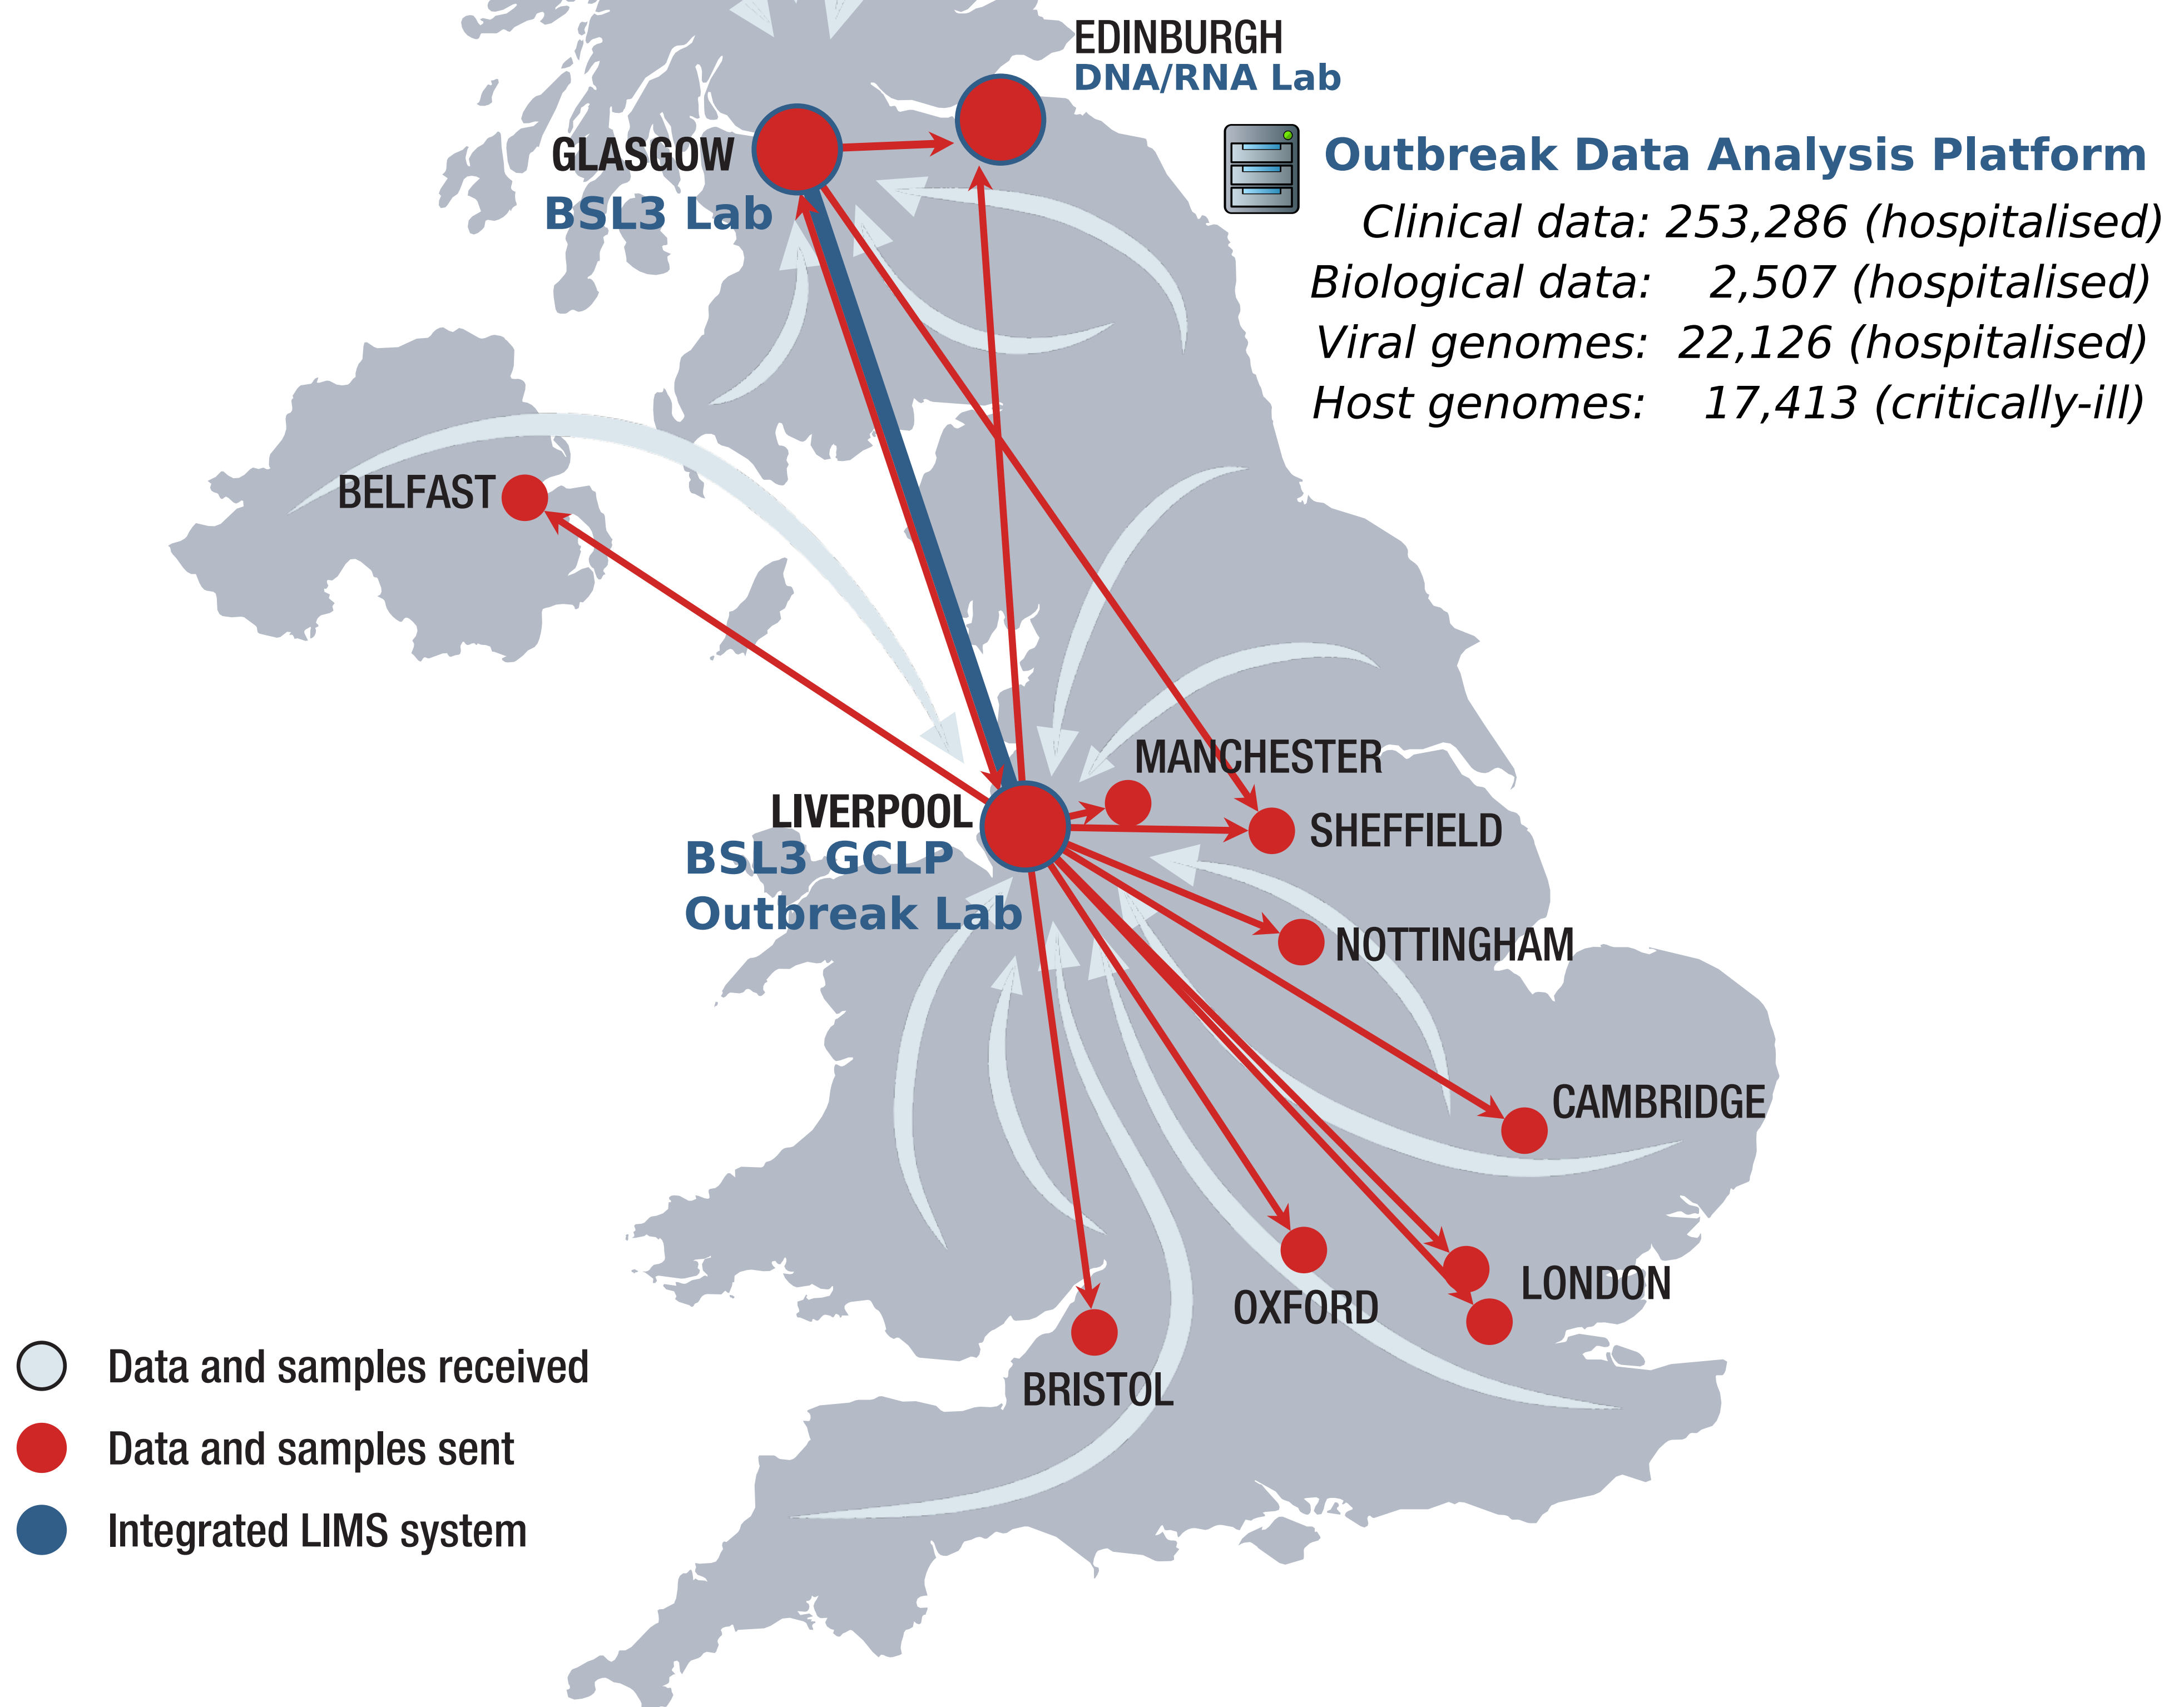 EDINBURGH
DNA/RNA Lab
GLASGOW
BSL3 Lab
Outbreak Data Analysis Platform
Clinical data: 253,286 (hospitalised)
Biological data: 2,507 (hospitalised)
Viral genomes: 22,126 (hospitalised)
Host genomes: 17,413 (critically-ill)
BELFAST
MANCHESTER
LIVERPOOL
BSL3 GCLP
Outbreak Lab
SHEFFIELD
NOTTINGHAM
CAMBRIDGE
LONDON
OXFORD
BRISTOL
Data and samples received
Data and samples sent
Integrated LIMS system